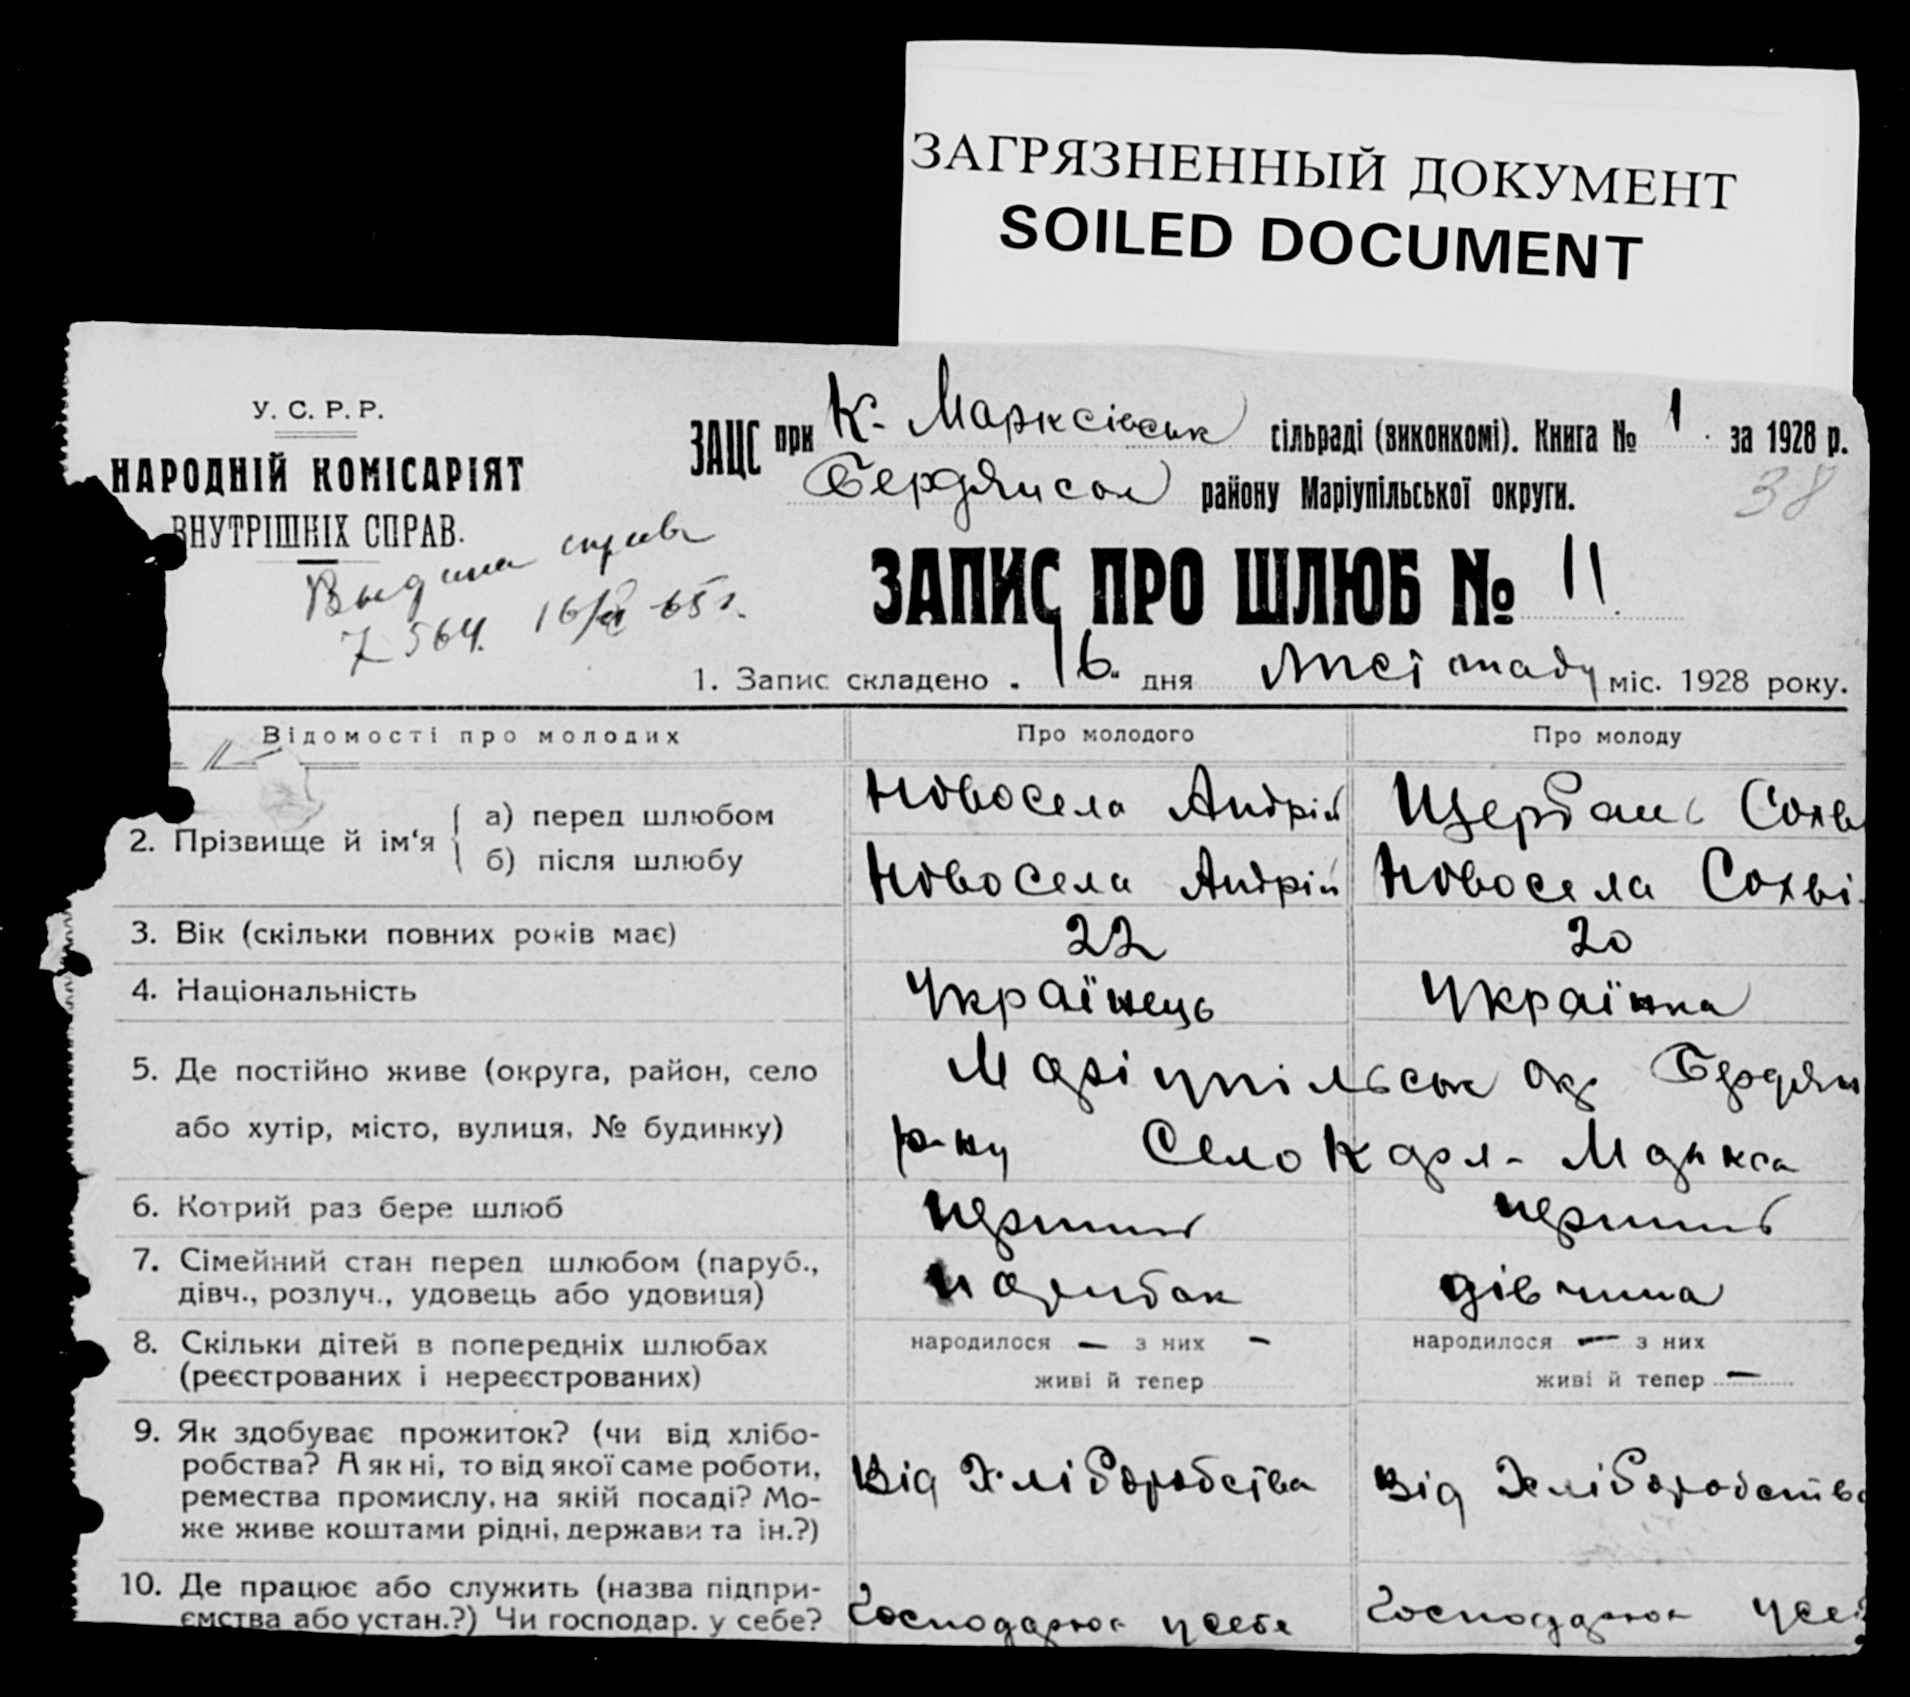 ЗАГРЯЗНЕННЫЙ ДОКУМЕНТ
SOILED DOCUMENT
У. С. Р. Р.
НАРОДНІЙ КОМІСАРІЯТ
ВНУТРІШНІХ СПРАВ.
ЗАЦС при К. Марксівськ сільраді (виконкомі). Книга № 1. за 1928 р.
Бердянськ району Маріупільської округи.
38
564. 16/ 65 г.
ЗАПИС ПРО ШЛЮБ № 11
1. Запис складено 16. дня Листопаду міс. 1928 року.
Відомості про молодих
Про молодого
Про молоду
2. Прізвище й ім'я
а) перед шлюбом
Новосела Андрій
Щербань Сохв
б) після шлюбу
Новосела Андрій
Новосела Сохві
3. Вік (скільки повних років має)
22
20
4. Національність
Українець
Українка
5. Де постійно живе (округа, район, село
або хутір, місто, вулиця, № будинку)
Маріупільськ ок. Бердян
р-ну Село Карл-Маркса
6. Котрий раз бере шлюб
перший
перший
7. Сімейний стан перед шлюбом (паруб.,
дівч., розлуч., удовець або удовиця)
парубок
дівчина
8. Скільки дітей в попередніх шлюбах
(реєстрованих і нереєстрованих)
народилося — з них —
живі й тепер
народилося — з них
живі й тепер —
9. Як здобуває прожиток? (чи від хлібо-
робства? А як ні, то від якої саме роботи,
ремества промислу, на якій посаді? Мо-
же живе коштами рідні, держави та ін.?)
Від Хліборобства
Від Хліборобства
10. Де працює або служить (назва підпри-
ємства або устан.?) Чи господар. у себе?
Господарює у себе
Господарює у себе